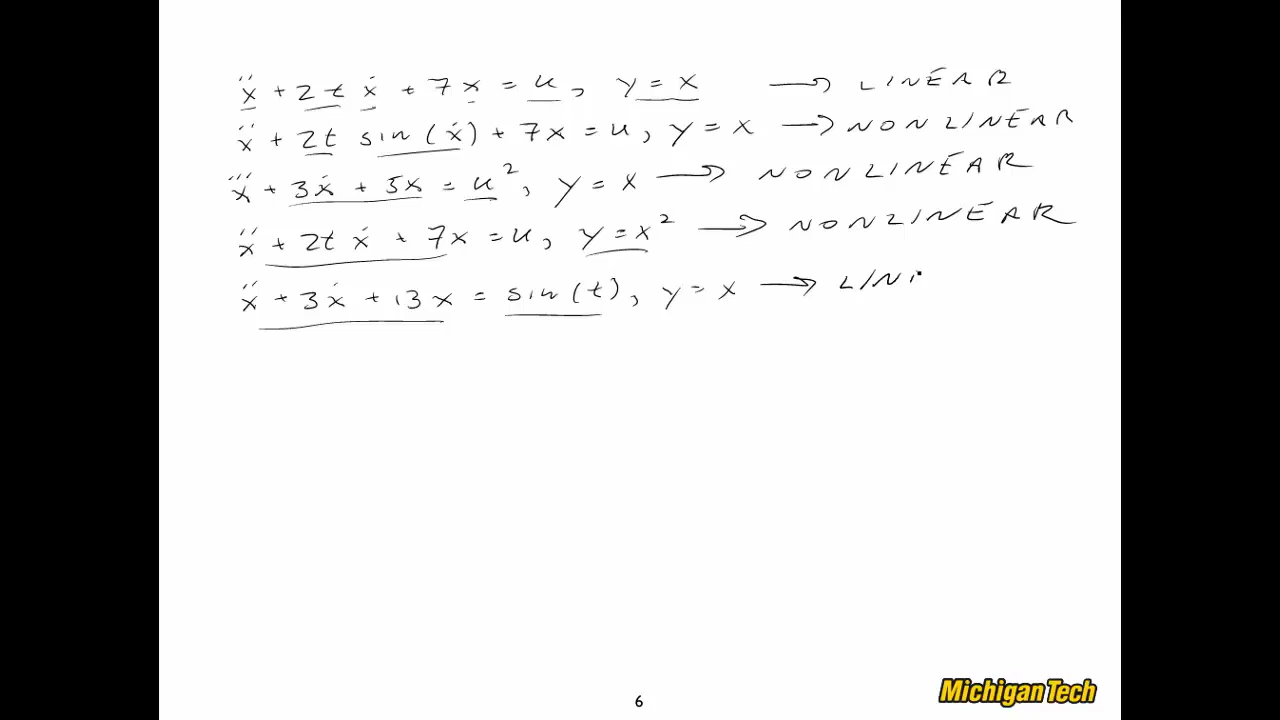 ẍ + 2t ẋ + 7x = u, y = x → LINEAR
ẍ + 2t sin(ẋ) + 7x = u, y = x → NONLINEAR
x⃛ + 3ẋ + 5x = u², y = x → NONLINEAR
ẍ + 2t ẋ + 7x = u, y = x² → NONLINEAR
ẍ + 3ẋ + 13x = sin(t), y = x → LIN
6
Michigan Tech